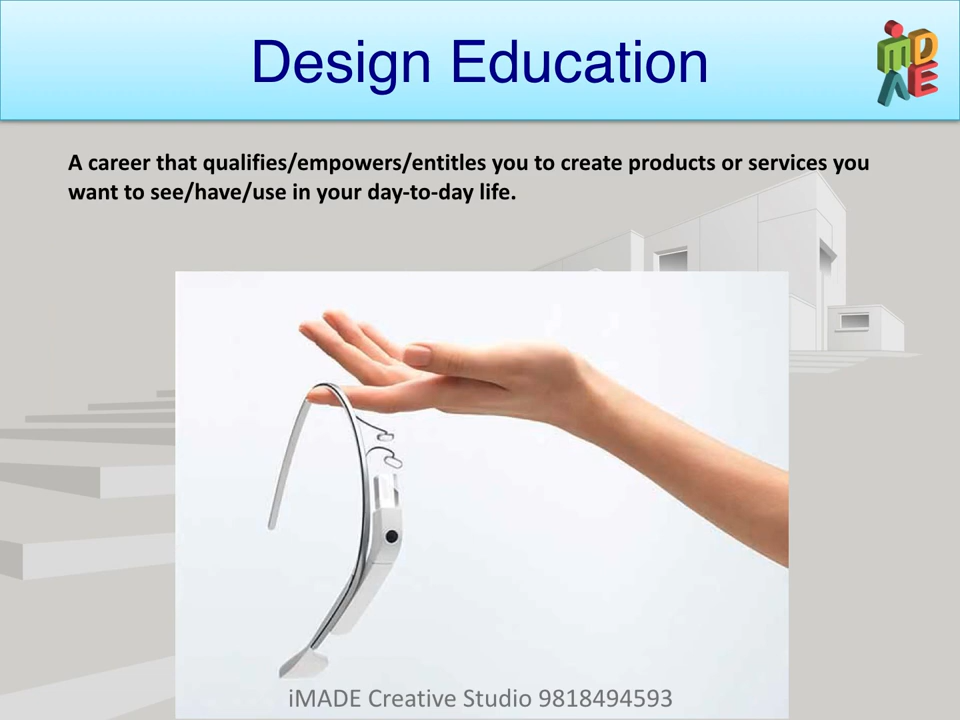 Design Education
iMADE
A career that qualifies/empowers/entitles you to create products or services you
want to see/have/use in your day-to-day life.
iMADE Creative Studio 9818494593